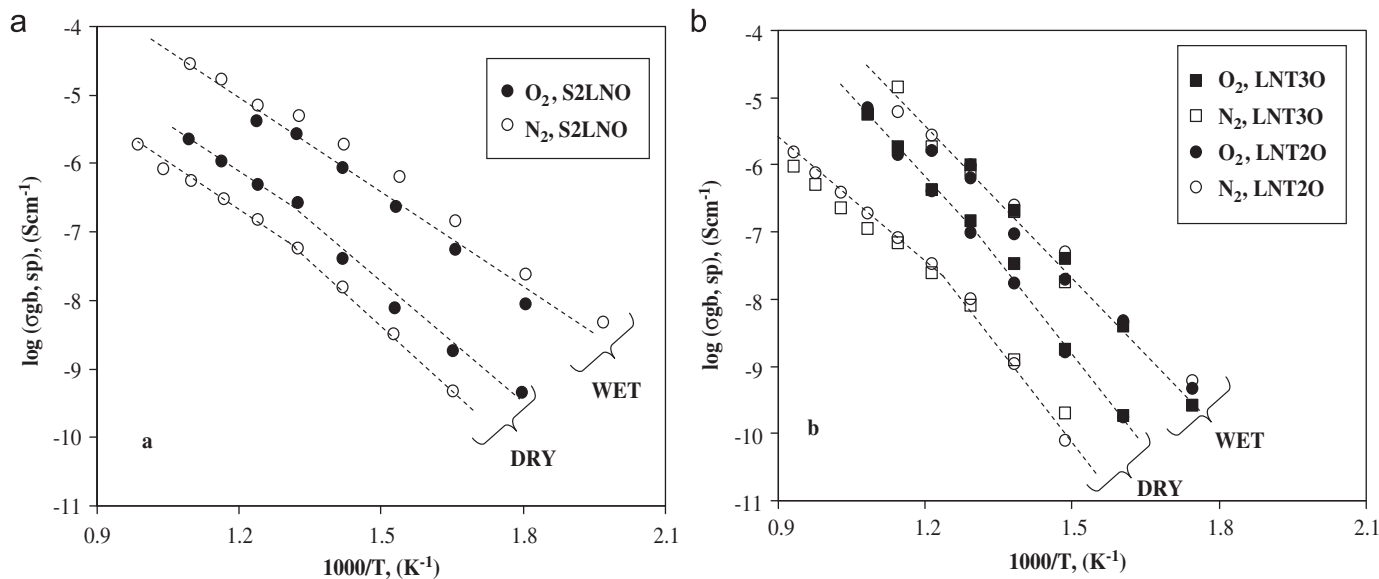 a
-4
-5
-6
-7
-8
-9
-10
-11
0.9 1.2 1.5 1.8 2.1
1000/T, (K⁻¹)
log (σgb, sp), (Scm⁻¹)
O₂, S2LNO
N₂, S2LNO
WET
DRY
a
b
-4
-5
-6
-7
-8
-9
-10
-11
0.9 1.2 1.5 1.8 2.1
1000/T, (K⁻¹)
log (σgb, sp), (Scm⁻¹)
O₂, LNT3O
N₂, LNT3O
O₂, LNT2O
N₂, LNT2O
WET
DRY
b